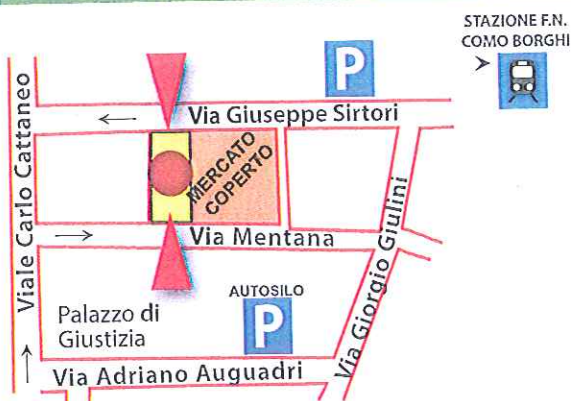 STAZIONE F.N.
COMO BORGHI
P
Via Giuseppe Sirtori
Viale Carlo Cattaneo
MERCATO
COPERTO
Via Mentana
Via Giorgio Giulini
AUTOSILO
P
Palazzo di
Giustizia
Via Adriano Auguadri